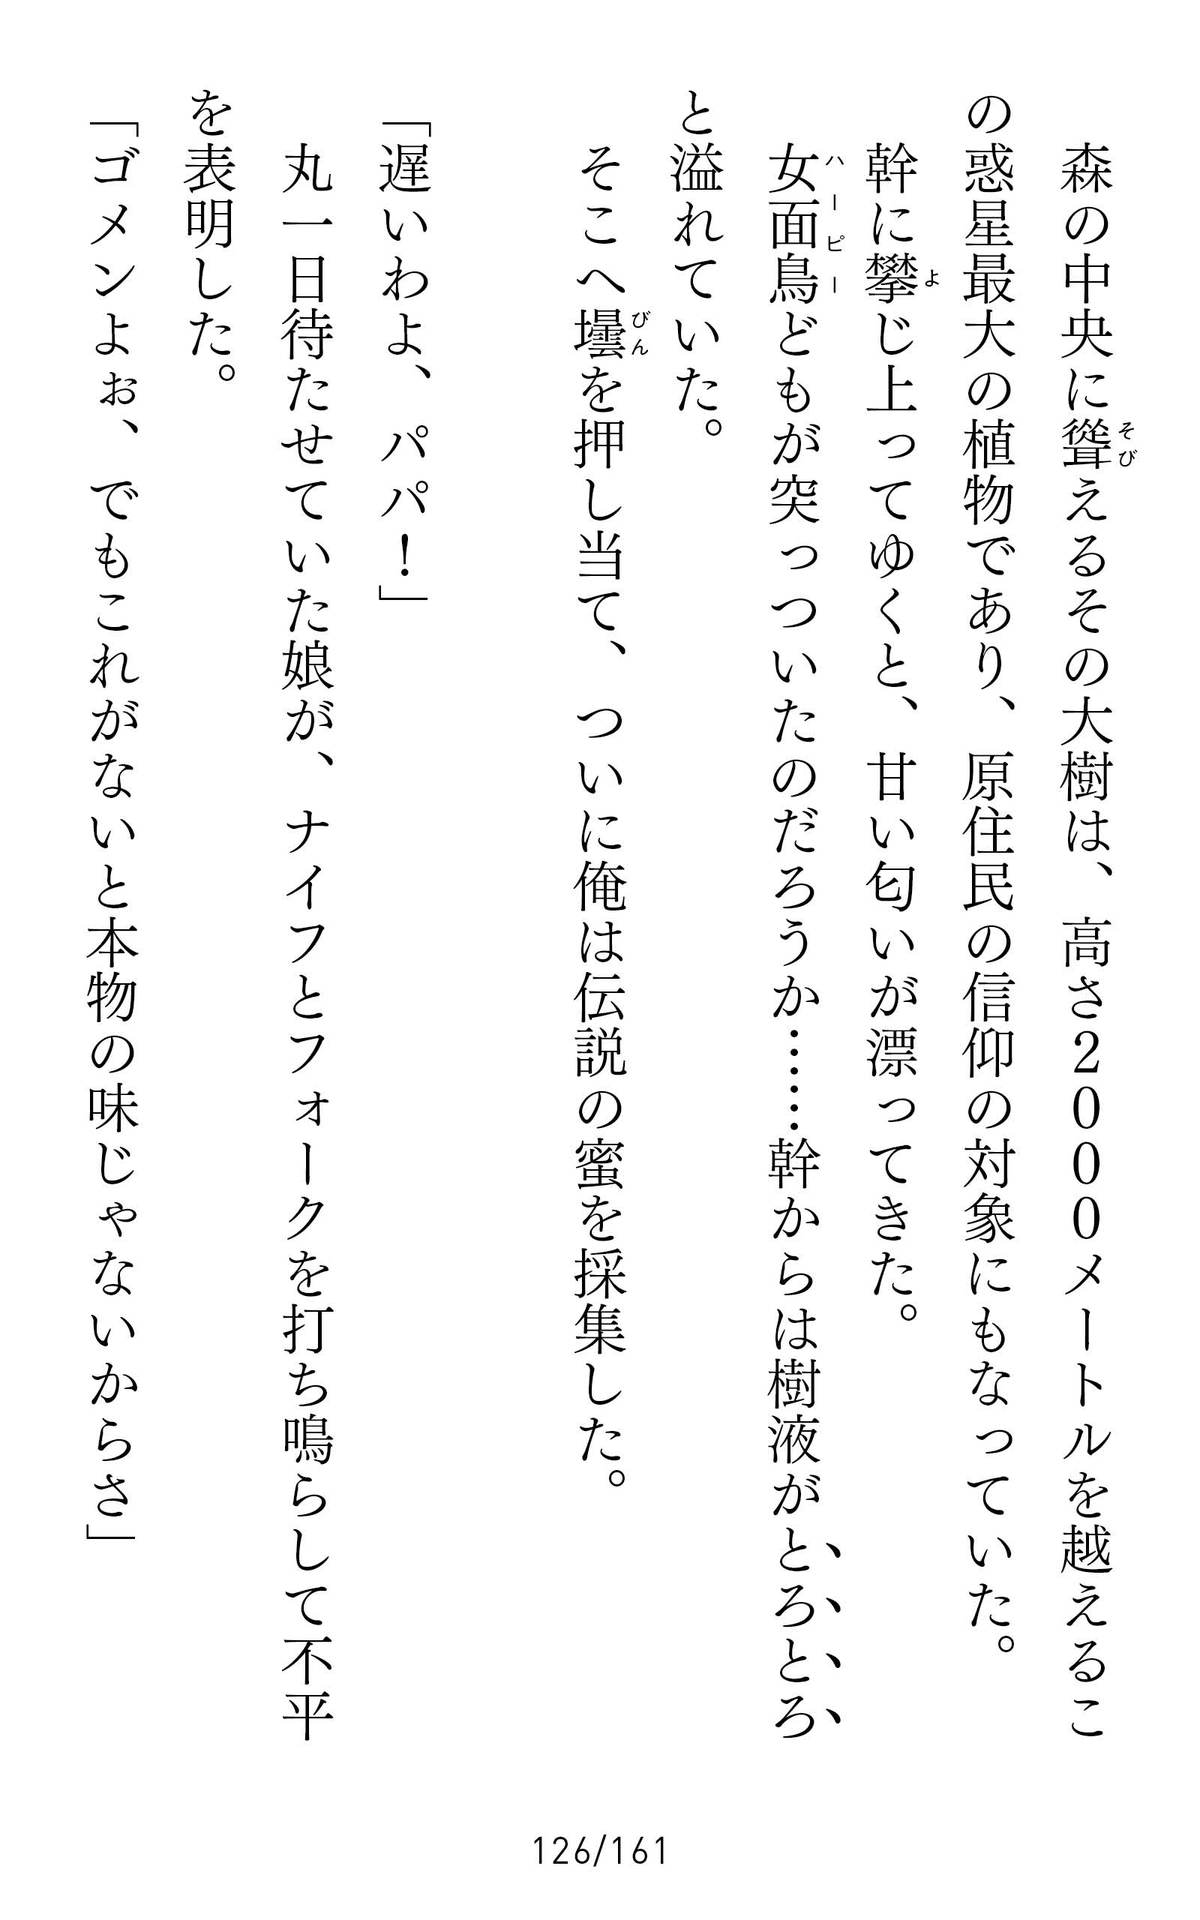 森の中央に聳えるその大樹は、高さ2000メートルを越えるこ
の惑星最大の植物であり、原住民の信仰の対象にもなっていた。
幹に攀じ上ってゆくと、甘い匂いが漂ってきた。
女面鳥どもが突っついたのだろうか……幹からは樹液がとろとろ
と溢れていた。
そこへ壜を押し当て、ついに俺は伝説の蜜を採集した。
「遅いわよ、パパ！」
丸一日待たせていた娘が、ナイフとフォークを打ち鳴らして不平
を表明した。
「ゴメンよぉ、でもこれがないと本物の味じゃないからさ」
126/161